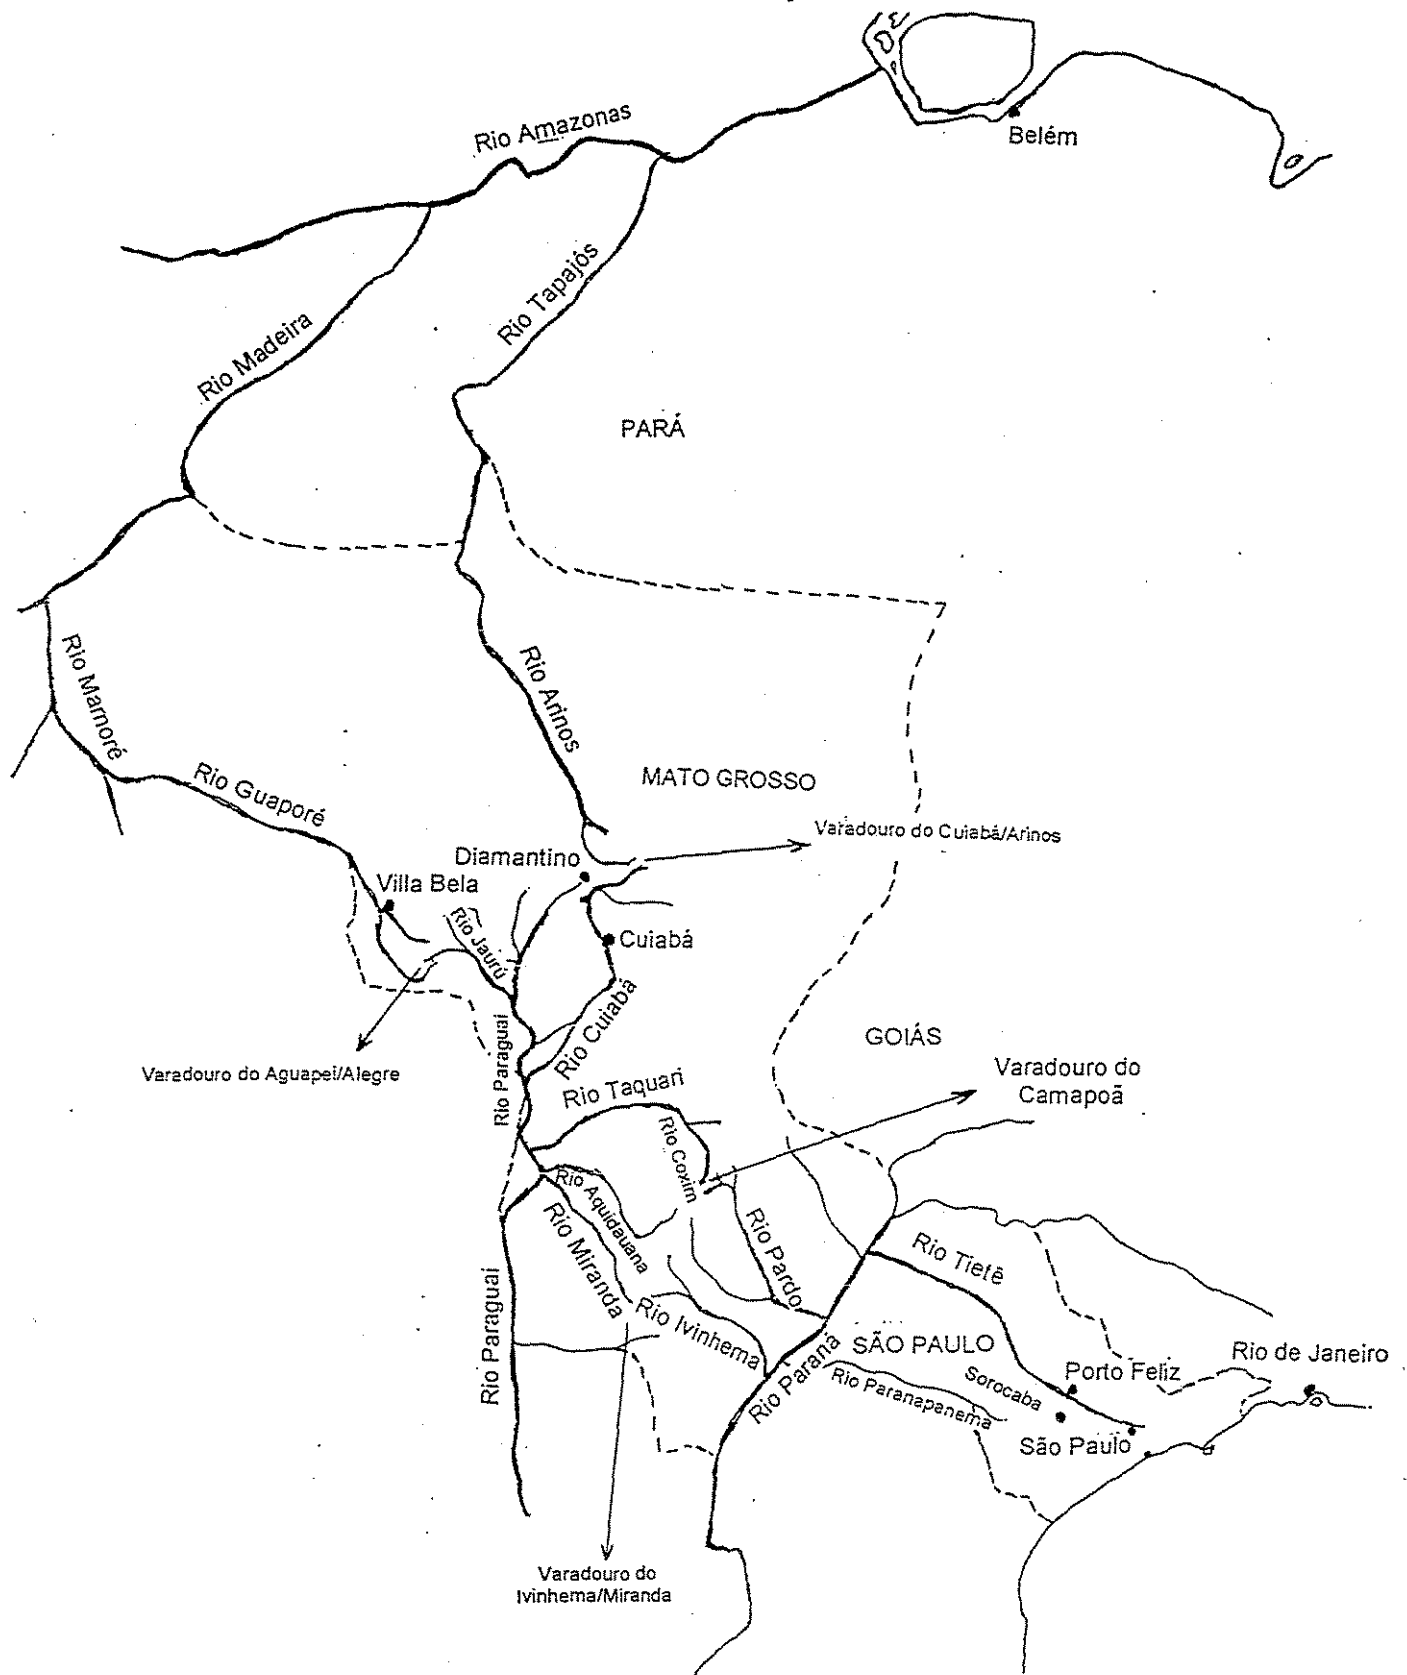 Rio Amazonas
Belém
Rio Tapajós
Rio Madeira
PARÁ
Rio Mamoré
Rio Arinos
Rio Guaporé
MATO GROSSO
Varadouro do Cuiabá/Arinos
Diamantino
Villa Bela
Rio Jaurú
Cuiabá
Rio Paraguai
Rio Cuiabá
GOIÁS
Varadouro do Aguapei/Alegre
Varadouro do
Camapoã
Rio Taquari
Rio Coxim
Rio Aquidauana
Rio Miranda
Rio Pardo
Rio Tietê
Rio Paraguai
Rio Ivinhema
Rio Paraná
SÃO PAULO
Rio Paranapanema
Sorocaba
Porto Feliz
Rio de Janeiro
São Paulo
Varadouro do
Ivinhema/Miranda